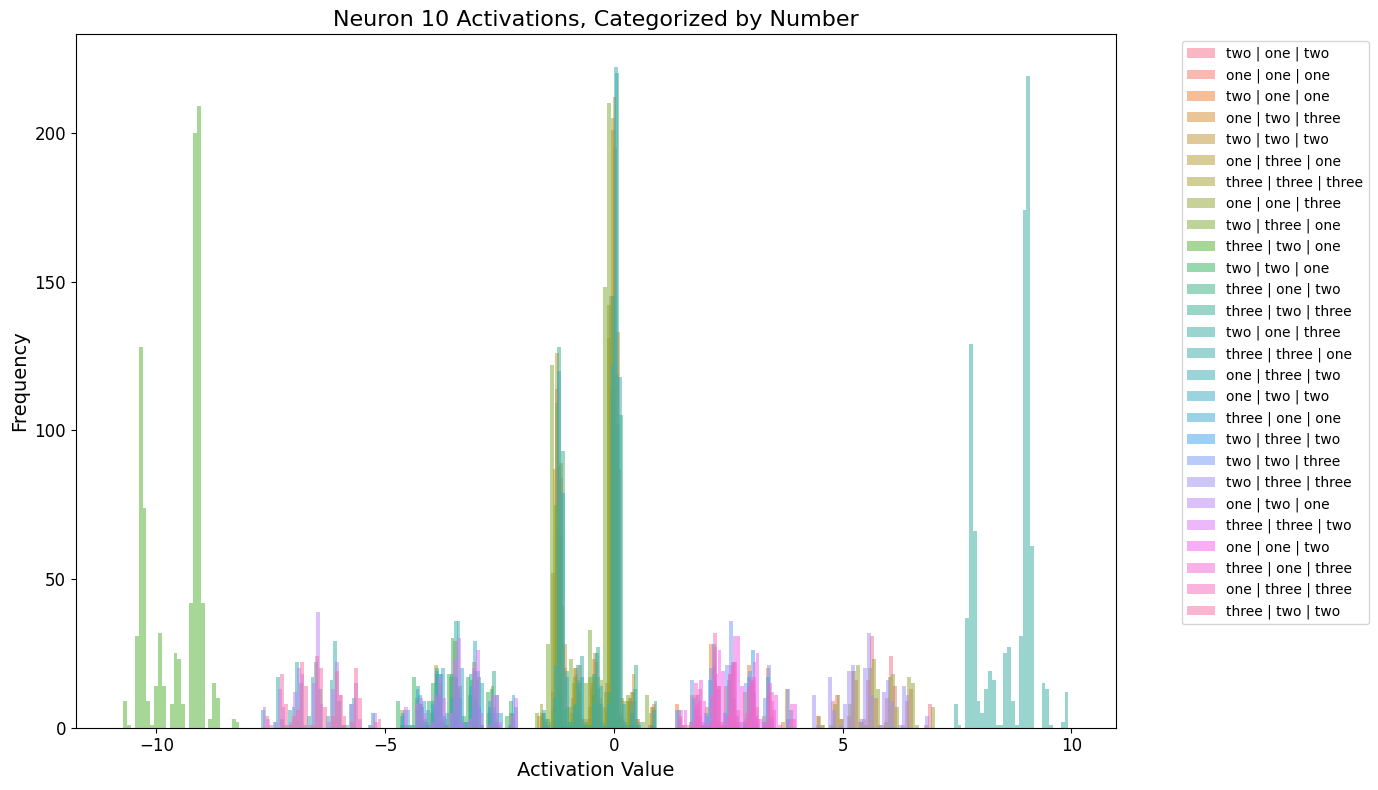 Neuron 10 Activations, Categorized by Number
Frequency
200
150
100
50
0
−10
−5
0
5
10
Activation Value
two | one | two
one | one | one
two | one | one
one | two | three
two | two | two
one | three | one
three | three | three
one | one | three
two | three | one
three | two | one
two | two | one
three | one | two
three | two | three
two | one | three
three | three | one
one | three | two
one | two | two
three | one | one
two | three | two
two | two | three
two | three | three
one | two | one
three | three | two
one | one | two
three | one | three
one | three | three
three | two | two